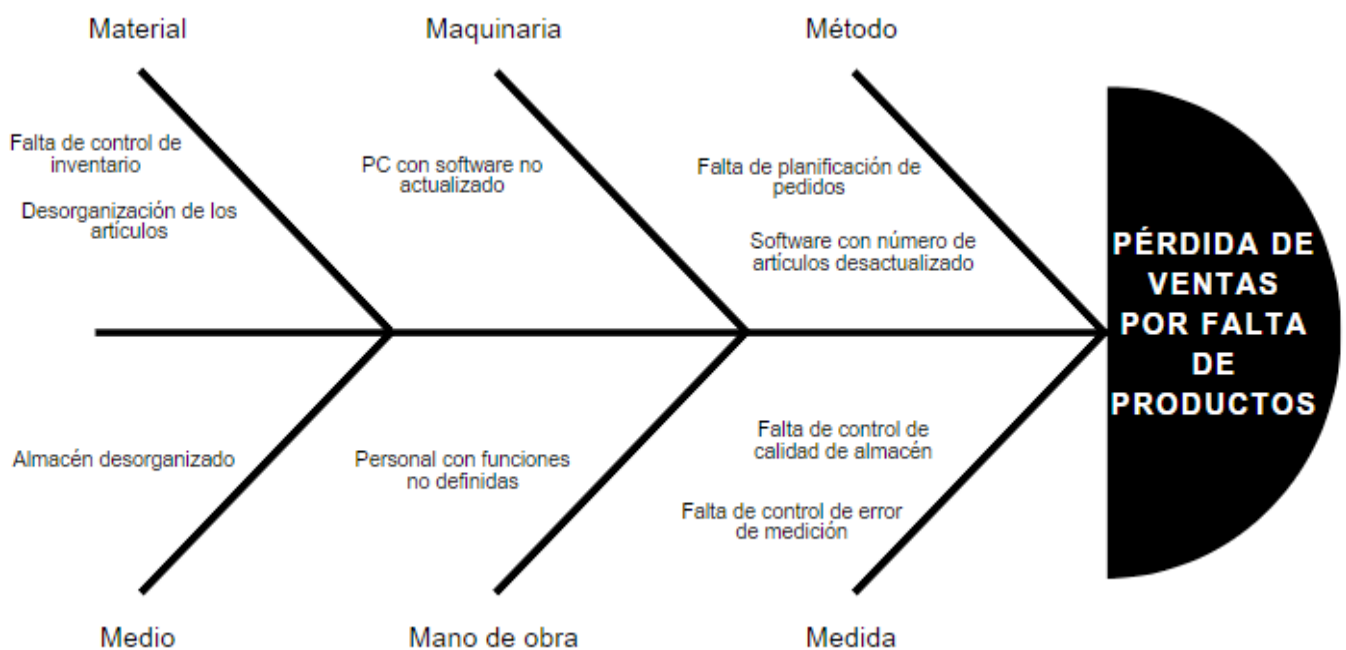 Material
Maquinaria
Método
Falta de control de
inventario
Desorganización de los
artículos
PC con software no
actualizado
Falta de planificación de
pedidos
Software con número de
artículos desactualizado
PÉRDIDA DE
VENTAS
POR FALTA
DE
PRODUCTOS
Almacén desorganizado
Personal con funciones
no definidas
Falta de control de
calidad de almacén
Falta de control de error
de medición
Medio
Mano de obra
Medida